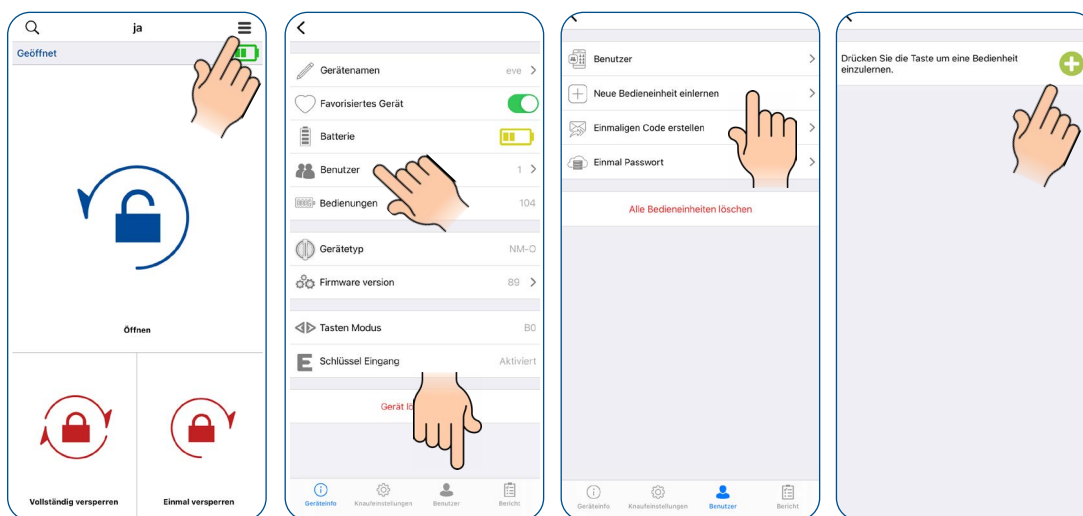 ja
Geöffnet
Öffnen
Vollständig versperren
Einmal versperren
Gerätenamen
eve
Favorisiertes Gerät
Batterie
Benutzer
1
Bedienungen
104
Gerätetyp
NM-O
Firmware version
89
Tasten Modus
B0
E
Schlüssel Eingang
Aktiviert
Gerät
Geräteinfo
Knaufeinstellungen
Benutzer
Bericht
Benutzer
Neue Bedieneinheit einlernen
Einmaligen Code erstellen
Einmal Passwort
Alle Bedieneinheiten löschen
Geräteinfo
Knaufeinstellungen
Benutzer
Bericht
Drücken Sie die Taste um eine Bedienheit
einzulernen.